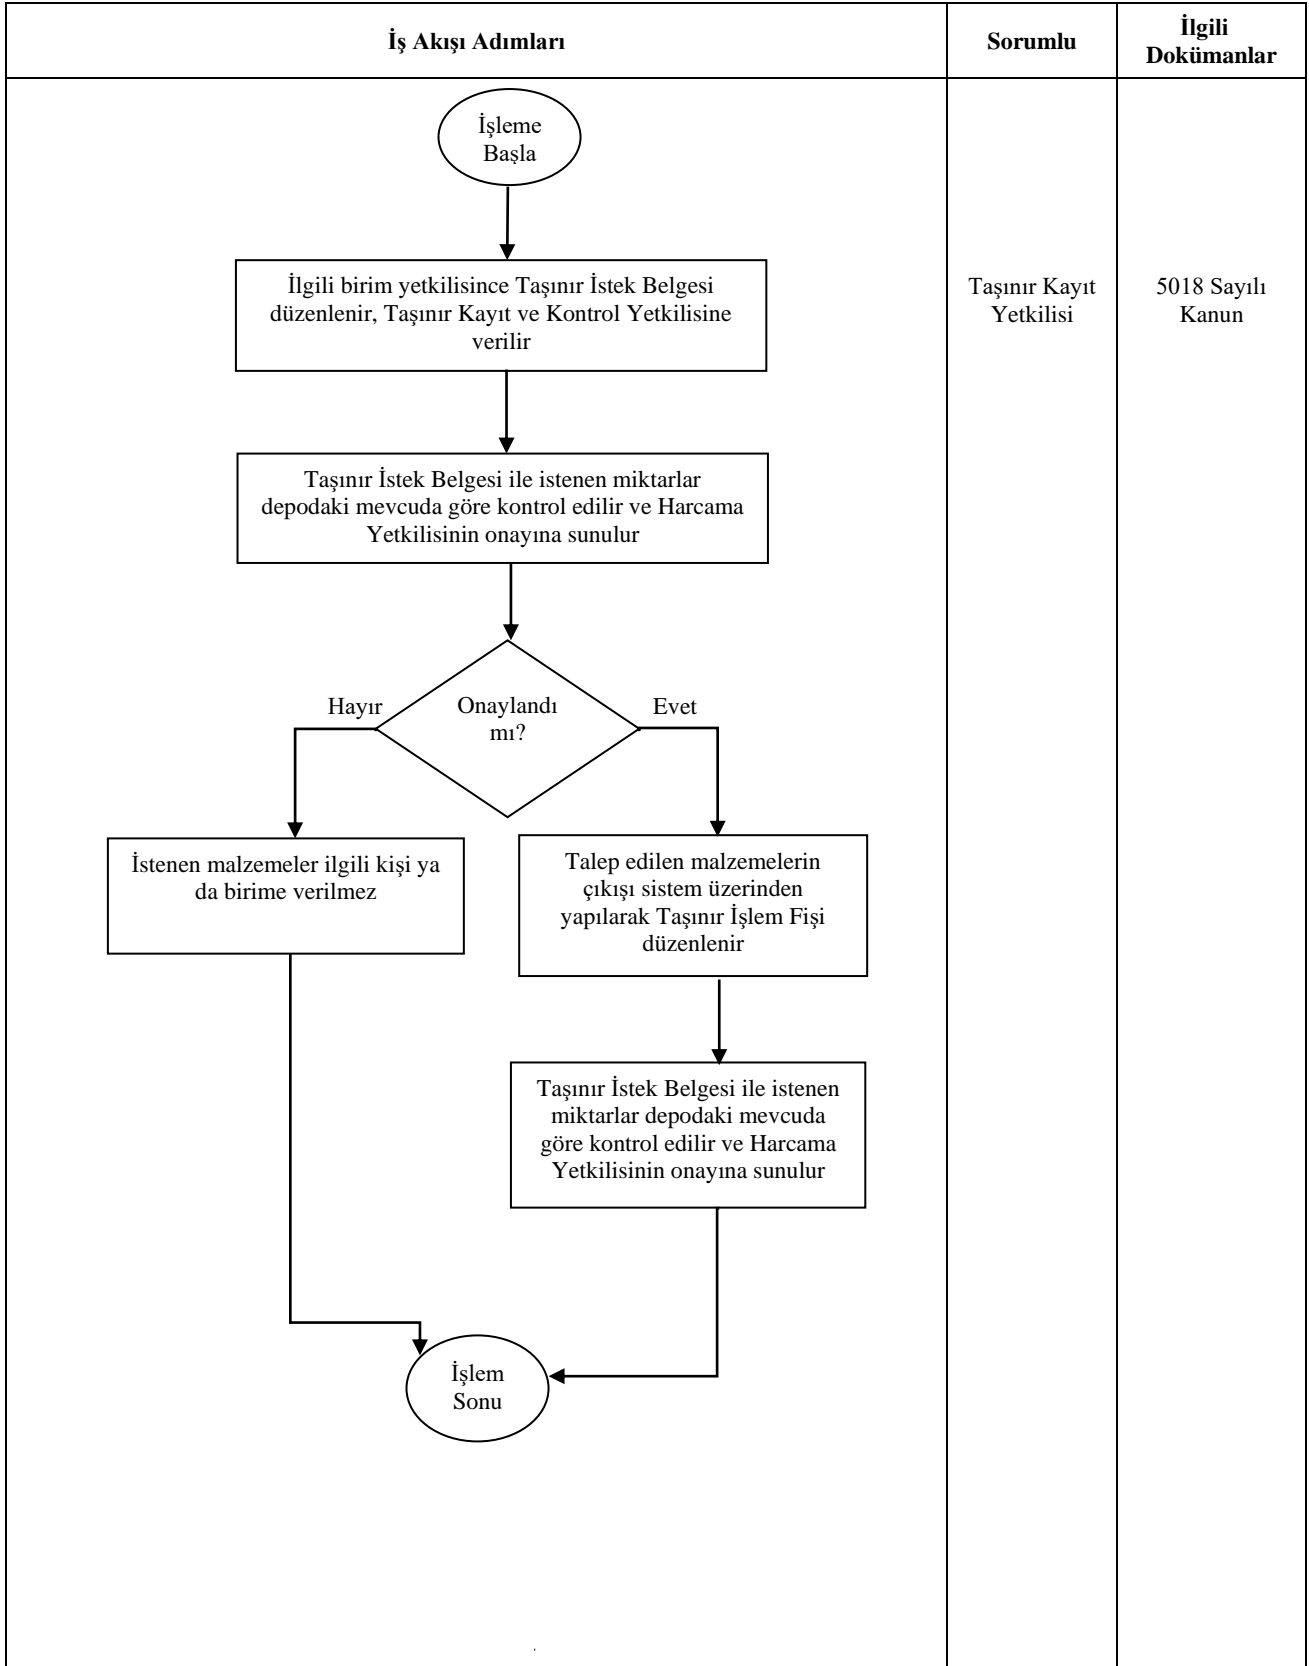 İş Akışı Adımları
Sorumlu
İlgili
Dokümanlar
İşleme
Başla
İlgili birim yetkilisince Taşınır İstek Belgesi
düzenlenir, Taşınır Kayıt ve Kontrol Yetkilisine
verilir
Taşınır Kayıt
Yetkilisi
5018 Sayılı
Kanun
Taşınır İstek Belgesi ile istenen miktarlar
depodaki mevcuda göre kontrol edilir ve Harcama
Yetkilisinin onayına sunulur
Hayır
Onaylandı
mı?
Evet
İstenen malzemeler ilgili kişi ya
da birime verilmez
Talep edilen malzemelerin
çıkışı sistem üzerinden
yapılarak Taşınır İşlem Fişi
düzenlenir
Taşınır İstek Belgesi ile istenen
miktarlar depodaki mevcuda
göre kontrol edilir ve Harcama
Yetkilisinin onayına sunulur
İşlem
Sonu